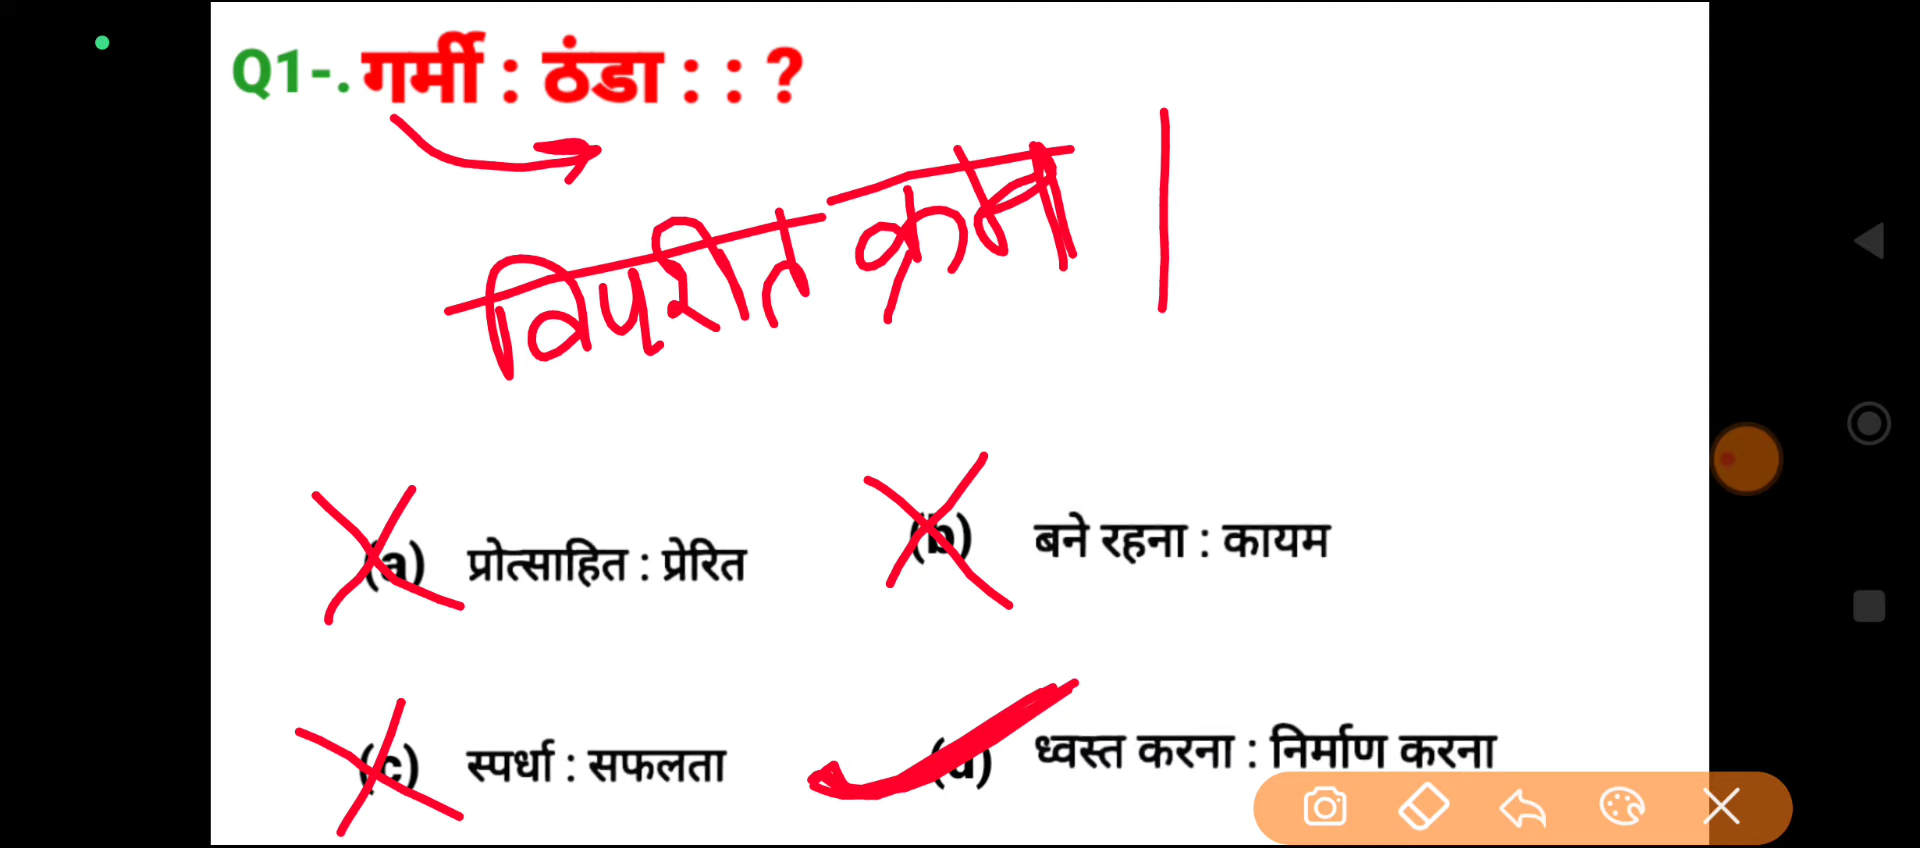 Q1-. गर्मी : ठंडा : : ?
विपरीत क्रम
(a) प्रोत्साहित : प्रेरित
(b) बने रहना : कायम
(c) स्पर्धा : सफलता
(d) ध्वस्त करना : निर्माण करना